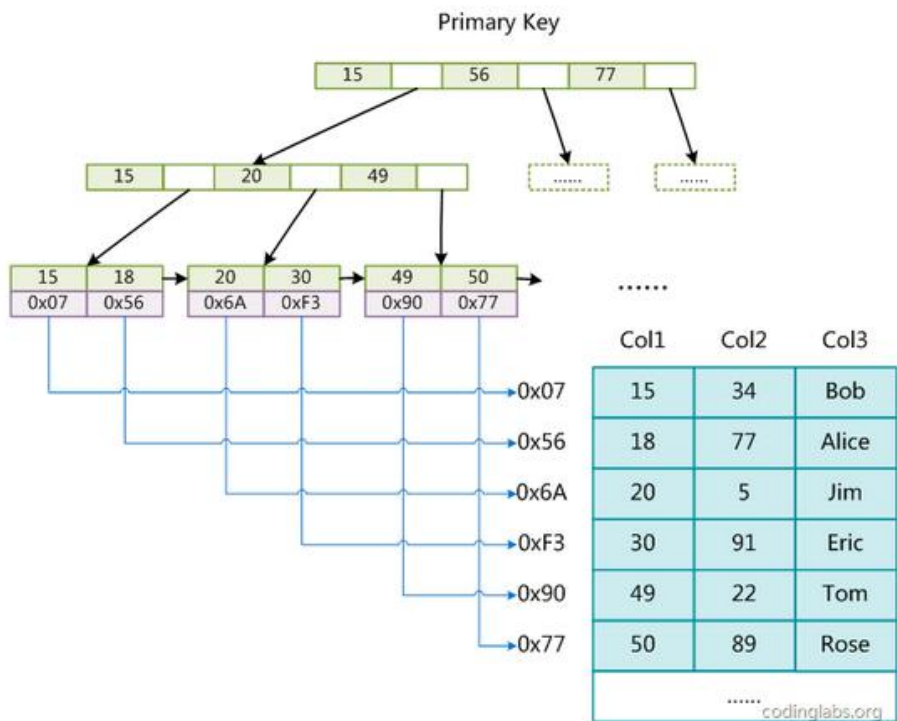 Primary Key
15 56 77
15 20 49
...... ......
15 18 20 30 49 50
0x07 0x56 0x6A 0xF3 0x90 0x77
......
Col1 Col2 Col3
0x07 15 34 Bob
0x56 18 77 Alice
0x6A 20 5 Jim
0xF3 30 91 Eric
0x90 49 22 Tom
0x77 50 89 Rose
......
codinglabs.org